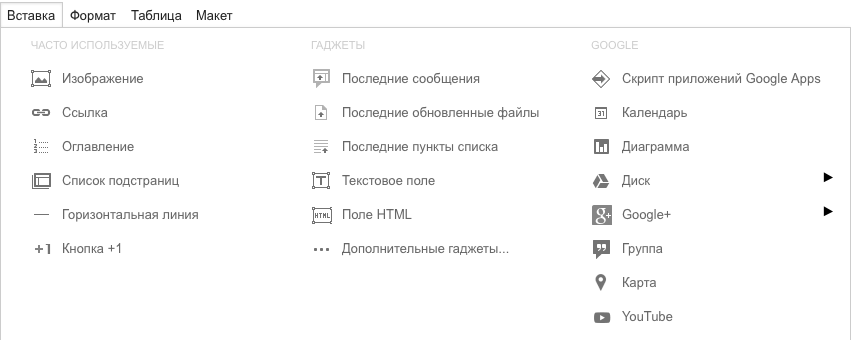 Вставка Формат Таблица Макет
ЧАСТО ИСПОЛЬЗУЕМЫЕ
Изображение
Ссылка
Оглавление
Список подстраниц
Горизонтальная линия
+1 Кнопка +1
ГАДЖЕТЫ
Последние сообщения
Последние обновленные файлы
Последние пункты списка
Текстовое поле
HTML Поле HTML
Дополнительные гаджеты...
GOOGLE
Скрипт приложений Google Apps
31 Календарь
Диаграмма
Диск
g+ Google+
Группа
Карта
YouTube